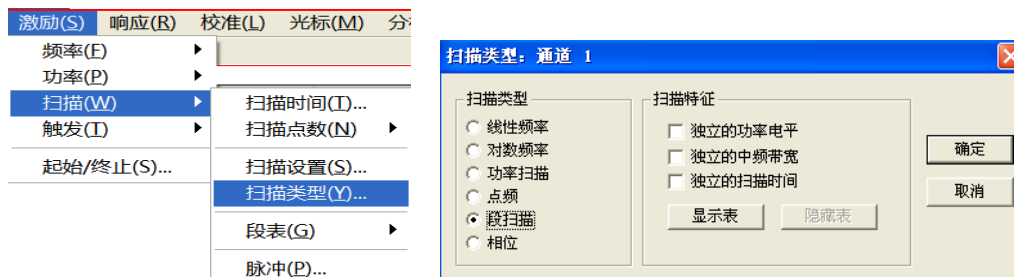 激励(S) 响应(R) 校准(L) 光标(M)
频率(F)
功率(P)
扫描(W)
触发(T)
起始/终止(S)...
扫描时间(T)...
扫描点数(N)
扫描设置(S)...
扫描类型(Y)...
段表(G)
脉冲(P)...
扫描类型: 通道 1
扫描类型
线性频率
对数频率
功率扫描
点频
段扫描
相位
扫描特征
独立的功率电平
独立的中频带宽
独立的扫描时间
显示表 隐藏表
确定
取消